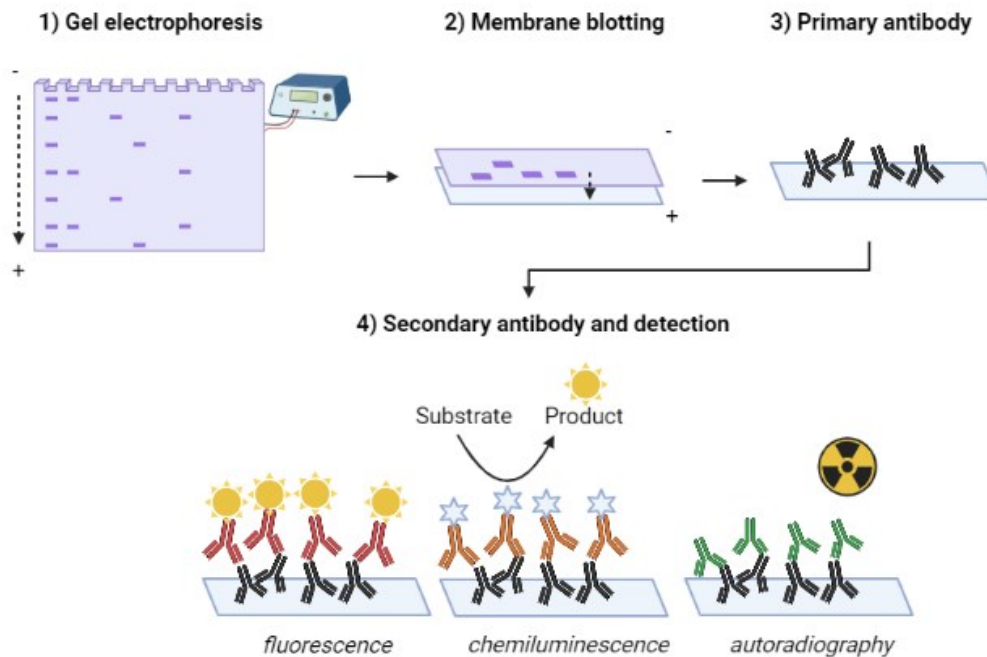 1) Gel electrophoresis
2) Membrane blotting
3) Primary antibody
-
+
-
+
4) Secondary antibody and detection
Substrate
Product
fluorescence
chemiluminescence
autoradiography